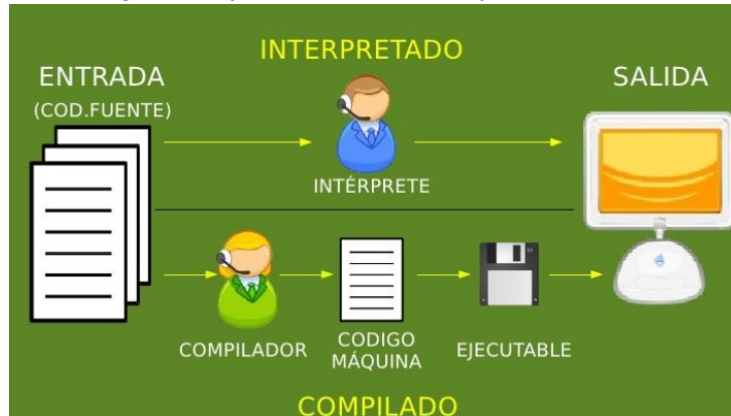 INTERPRETADO
ENTRADA
(COD.FUENTE)
SALIDA
INTÉRPRETE
COMPILADOR
CODIGO
MÁQUINA
EJECUTABLE
COMPILADO